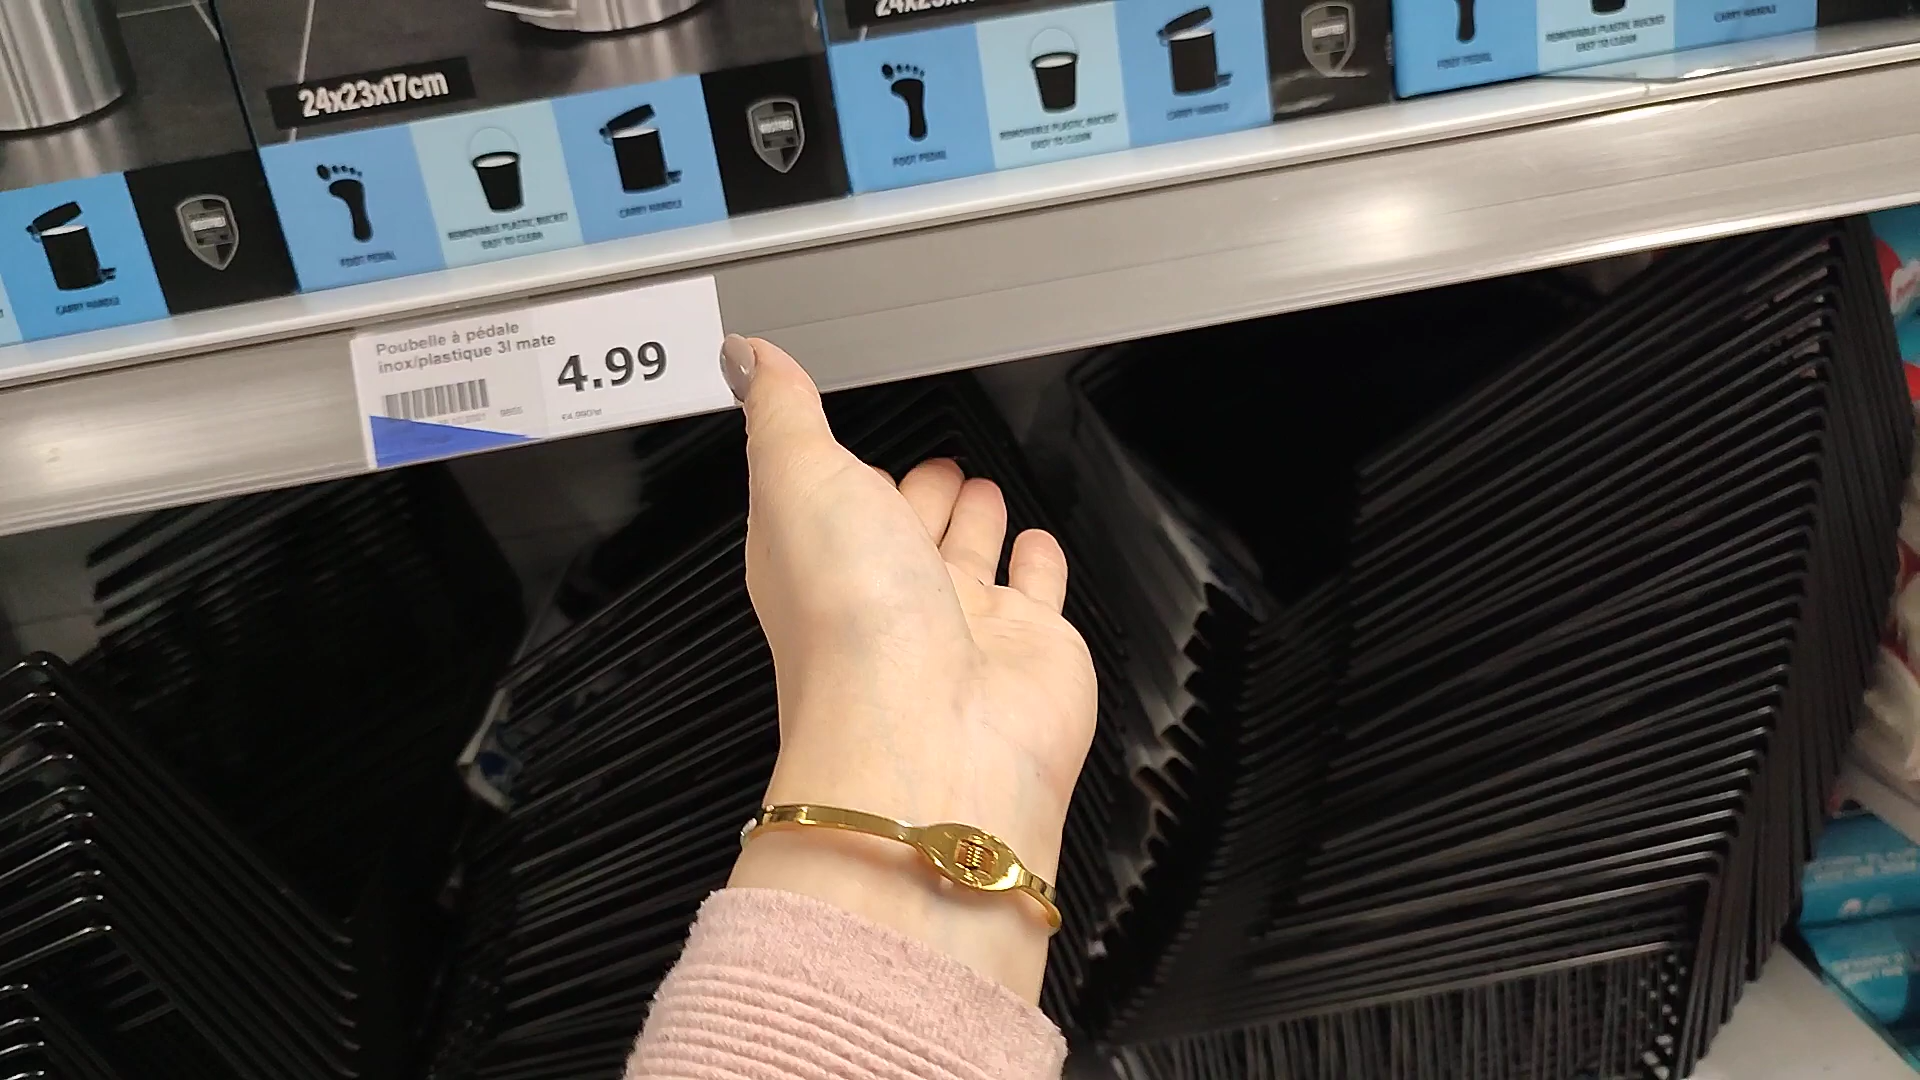 24x23x17cm
FOOT PEDAL
REMOVABLE PLASTIC BUCKET
EASY TO CLEAN
CARRY HANDLE
FOOT PEDAL
REMOVABLE PLASTIC BUCKET
EASY TO CLEAN
CARRY HANDLE
FOOT PEDAL
REMOVABLE PLASTIC BUCKET
EASY TO CLEAN
CARRY HANDLE
CARRY HANDLE
Poubelle à pédale
inox/plastique 3l mate
4.99